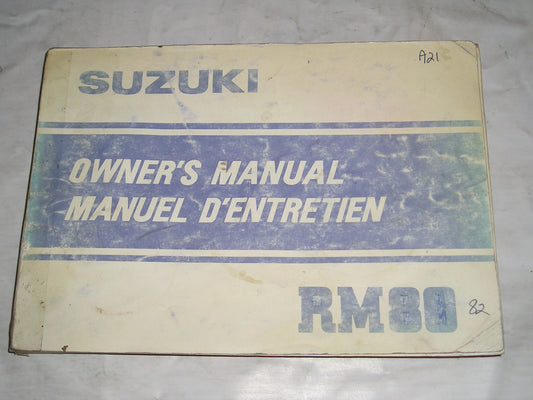 A21
SUZUKI
OWNER'S MANUAL
MANUEL D'ENTRETIEN
RM80 82